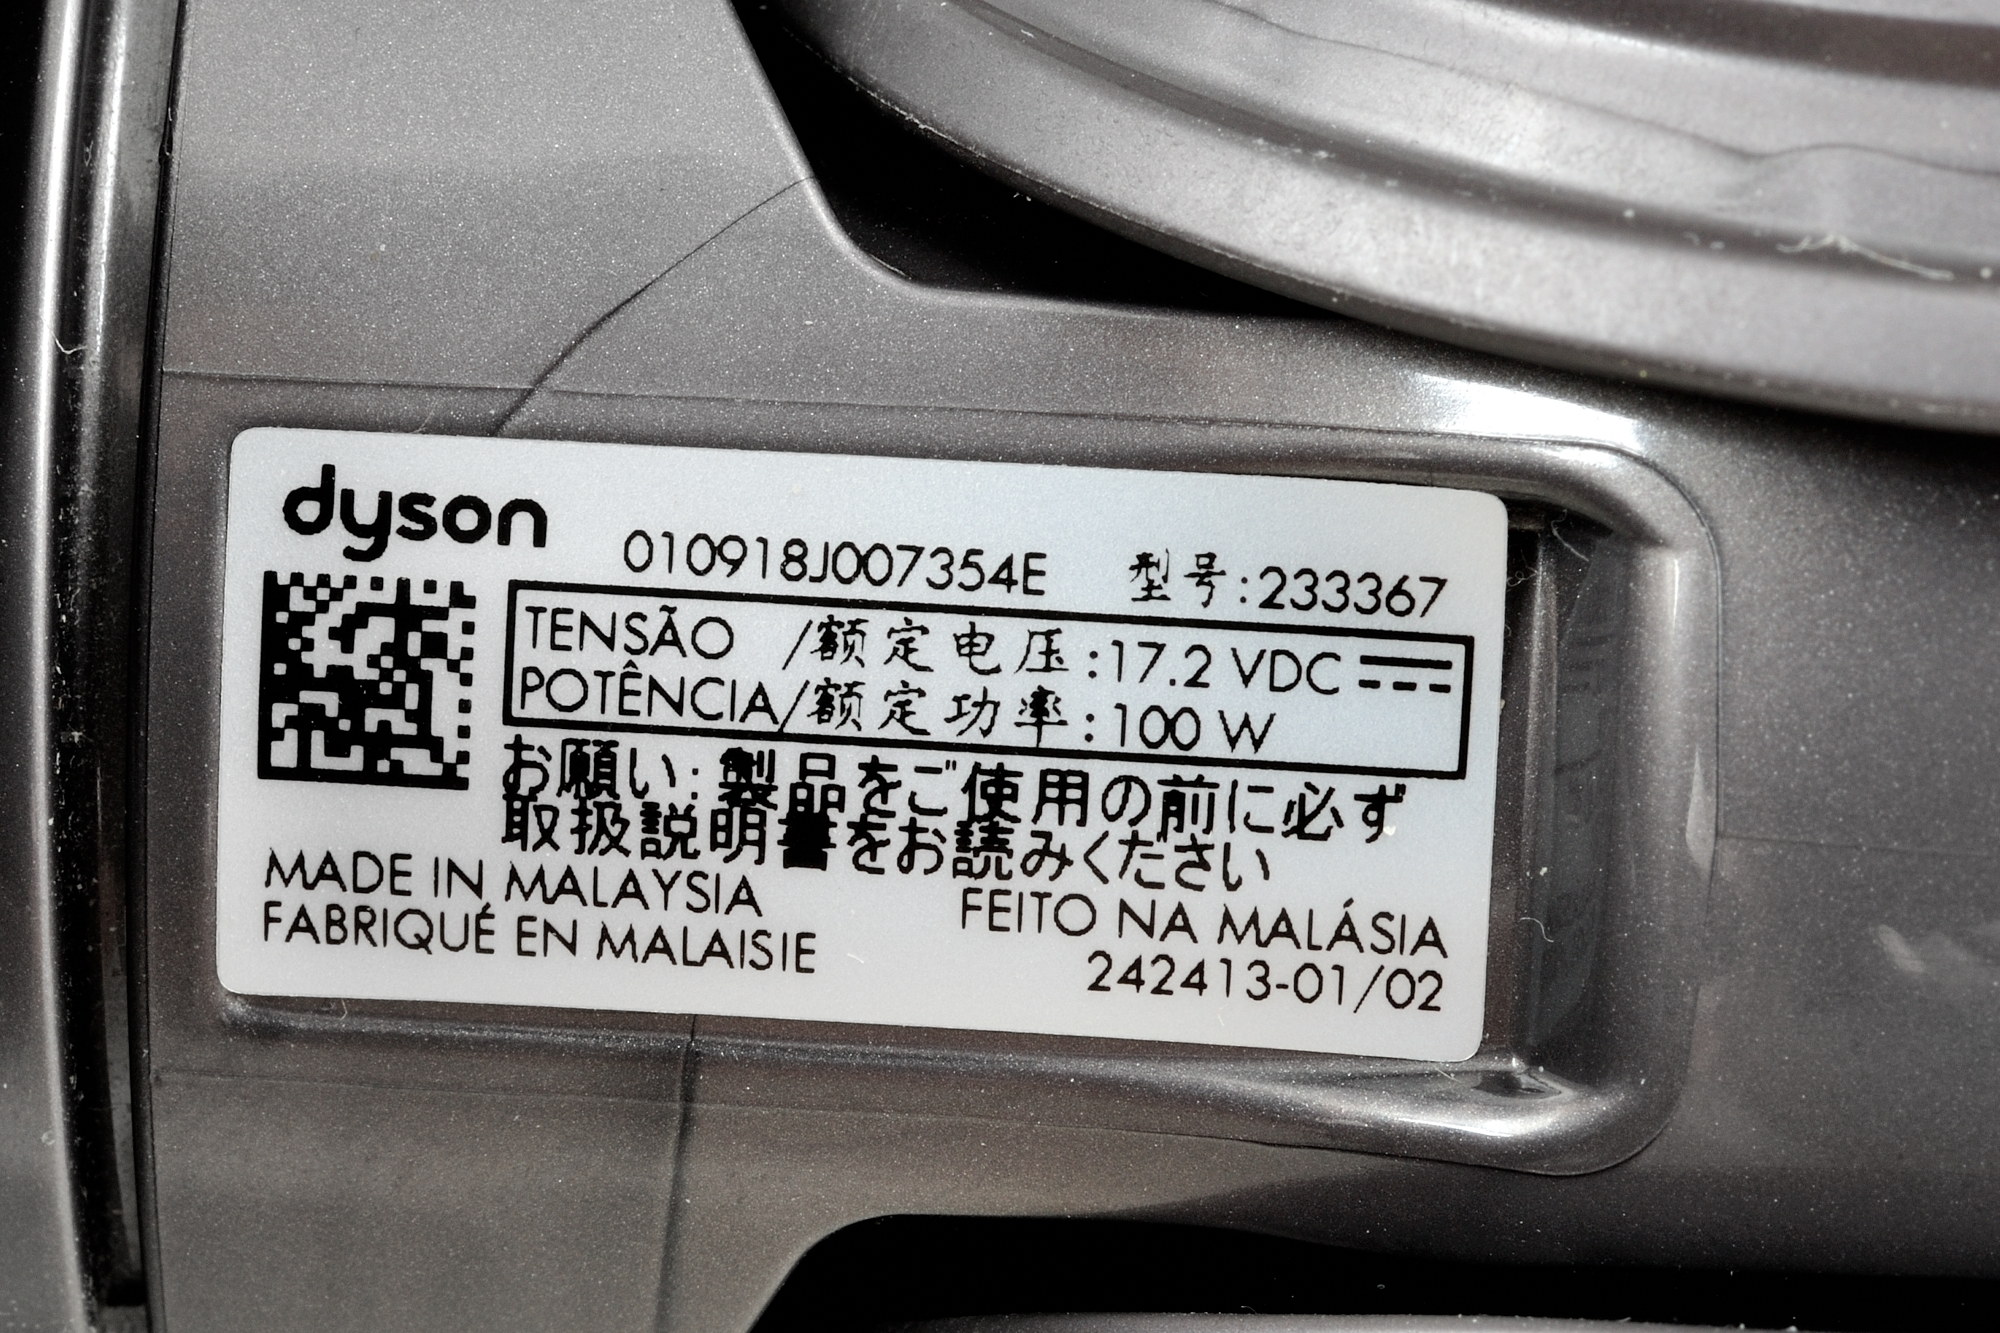 dyson
010918J007354E 型号:233367
TENSÃO /额定电压:17.2 VDC
POTÊNCIA/额定功率:100 W
お願い:製品をご使用の前に必ず
取扱説明書をお読みください
MADE IN MALAYSIA
FABRIQUÉ EN MALAISIE
FEITO NA MALÁSIA
242413-01/02